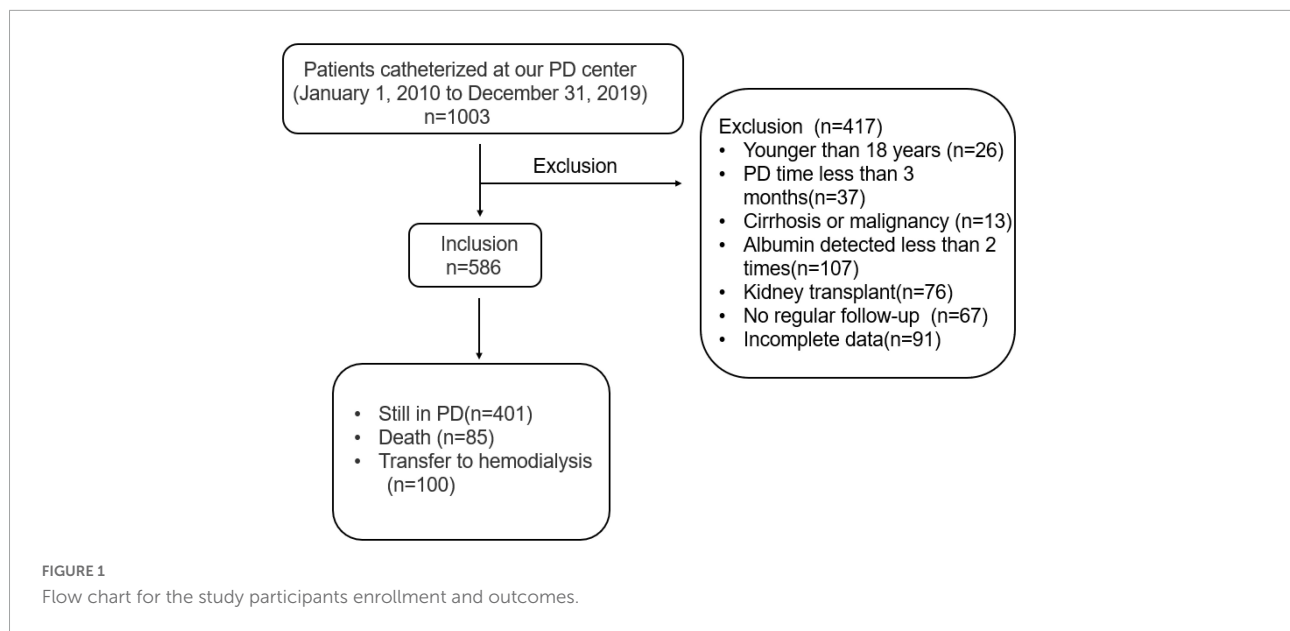 Patients catheterized at our PD center
(January 1, 2010 to December 31, 2019)
n=1003
Exclusion
Exclusion (n=417)
• Younger than 18 years (n=26)
• PD time less than 3
months(n=37)
• Cirrhosis or malignancy (n=13)
• Albumin detected less than 2
times(n=107)
• Kidney transplant(n=76)
• No regular follow-up (n=67)
• Incomplete data(n=91)
Inclusion
n=586
• Still in PD(n=401)
• Death (n=85)
• Transfer to hemodialysis
(n=100)
FIGURE 1
Flow chart for the study participants enrollment and outcomes.